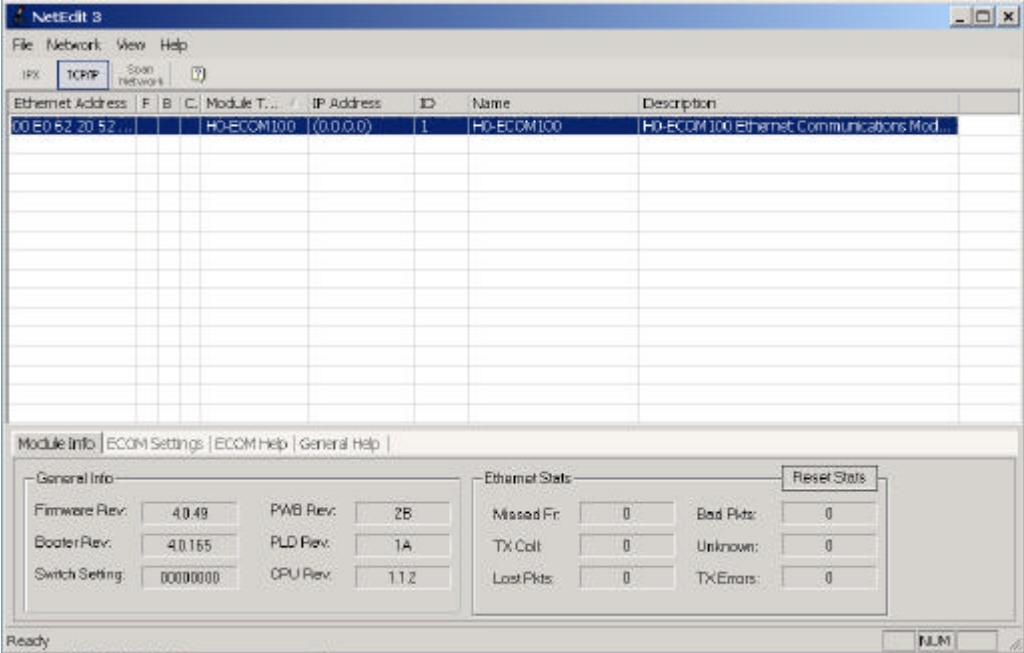 NetEdit 3
File Network View Help
IPX TCP/IP Scan Network
Ethernet Address F B C. Module T... IP Address ID Name Description
00 E0 62 20 52 ... H0-ECOM100 (0.0.0.0) 1 H0-ECOM100 H0-ECOM100 Ethernet Communications Mod...
Module Info ECOM Settings ECOM Help General Help
General Info Ethernet Stats Reset Stats
Firmware Rev: 4.0.49 PWB Rev: 2B Missed Fr: 0 Bad Pkts: 0
Booter Rev: 4.0.165 PLD Rev: 1A TX Coll: 0 Unknown: 0
Switch Setting: 00000000 CPU Rev: 1.1.2 Lost Pkts: 0 TX Errors: 0
Ready NUM